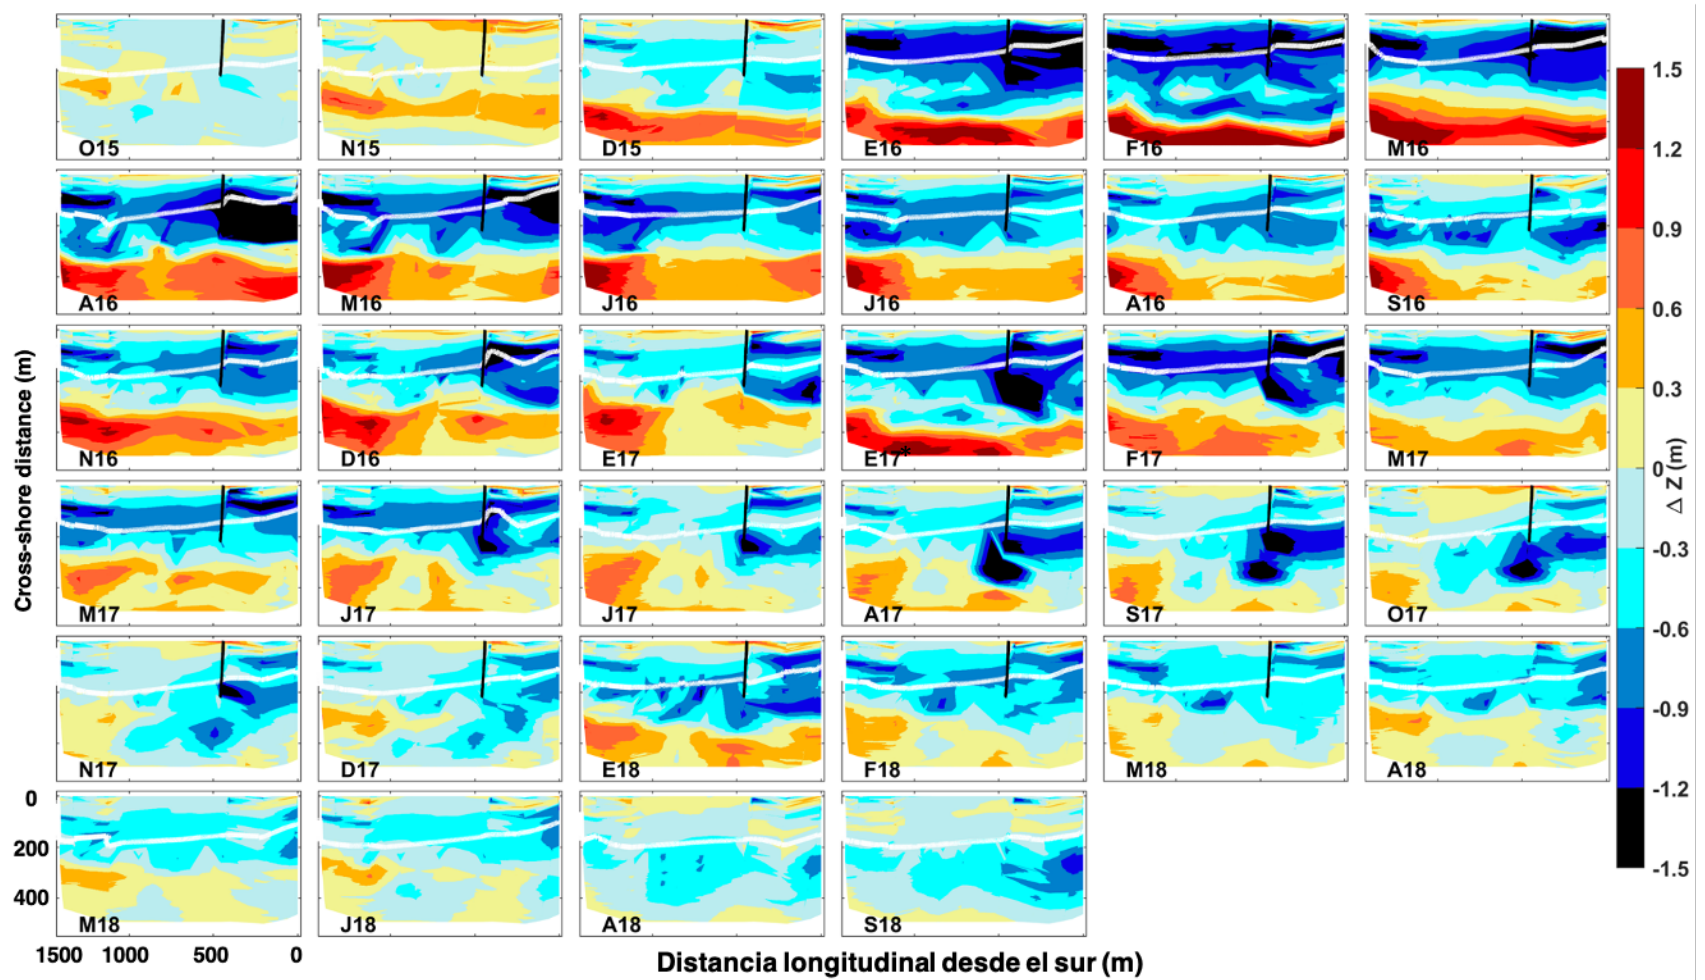 O15 N15 D15 E16 F16 M16
A16 M16 J16 J16 A16 S16
N16 D16 E17 E17* F17 M17
M17 J17 J17 A17 S17 O17
N17 D17 E18 F18 M18 A18
M18 J18 A18 S18
Cross-shore distance (m)
0
200
400
1500 1000 500 0
Distancia longitudinal desde el sur (m)
1.5
1.2
0.9
0.6
0.3
0
-0.3
-0.6
-0.9
-1.2
-1.5
△ Z (m)